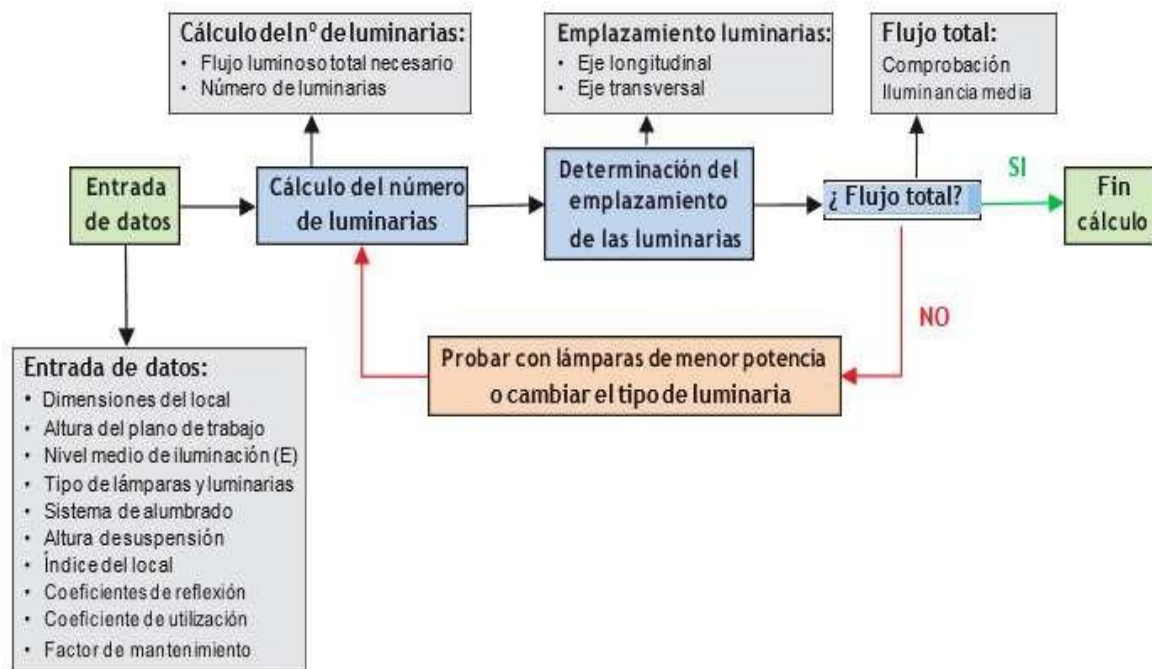 Cálculo del nº de luminarias:
• Flujo luminoso total necesario
• Número de luminarias
Emplazamiento luminarias:
• Eje longitudinal
• Eje transversal
Flujo total:
Comprobación
Iluminancia media
Entrada
de datos
Cálculo del número
de luminarias
Determinación del
emplazamiento
de las luminarias
¿ Flujo total?
SI
Fin
cálculo
NO
Probar con lámparas de menor potencia
o cambiar el tipo de luminaria
Entrada de datos:
• Dimensiones del local
• Altura del plano de trabajo
• Nivel medio de iluminación (E)
• Tipo de lámparas y luminarias
• Sistema de alumbrado
• Altura desuspensión
• Índice del local
• Coeficientes de reflexión
• Coeficiente de utilización
• Factor de mantenimiento